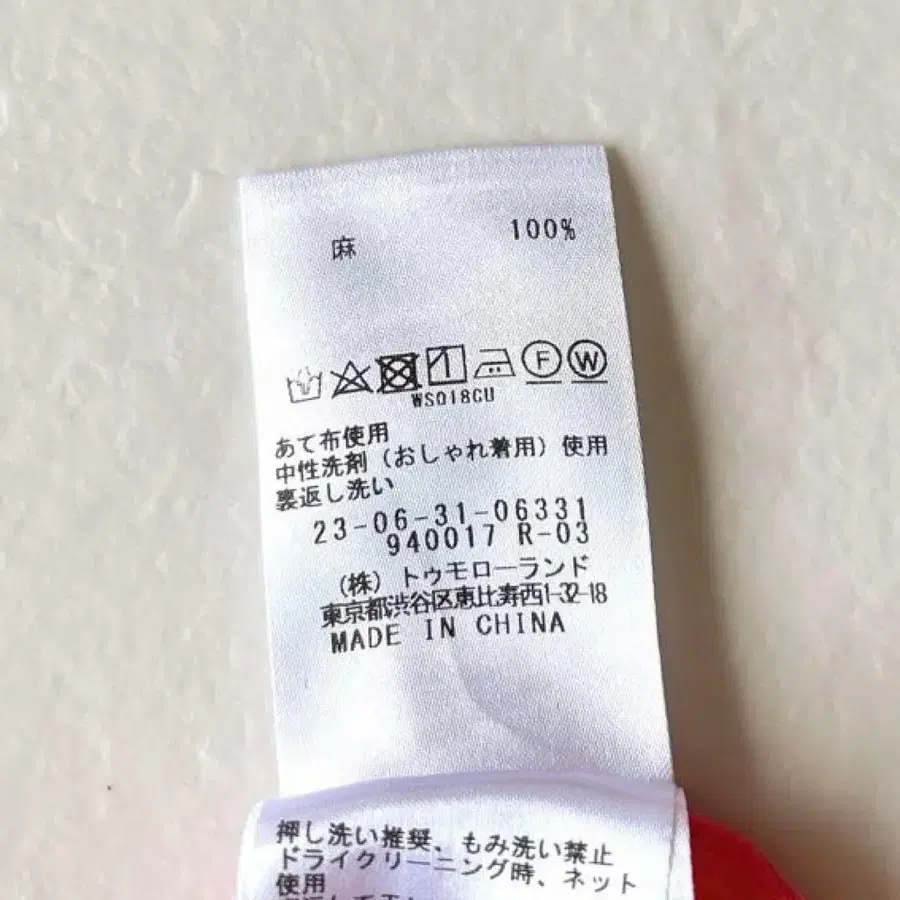 麻 100%
F W
WS018CU
あて布使用
中性洗剤（おしゃれ着用）使用
裏返し洗い
23-06-31-06331
940017 R-03
（株）トゥモローランド
東京都渋谷区恵比寿西1-32-18
MADE IN CHINA
押し洗い推奨、もみ洗い禁止
ドライクリーニング時、ネット
使用